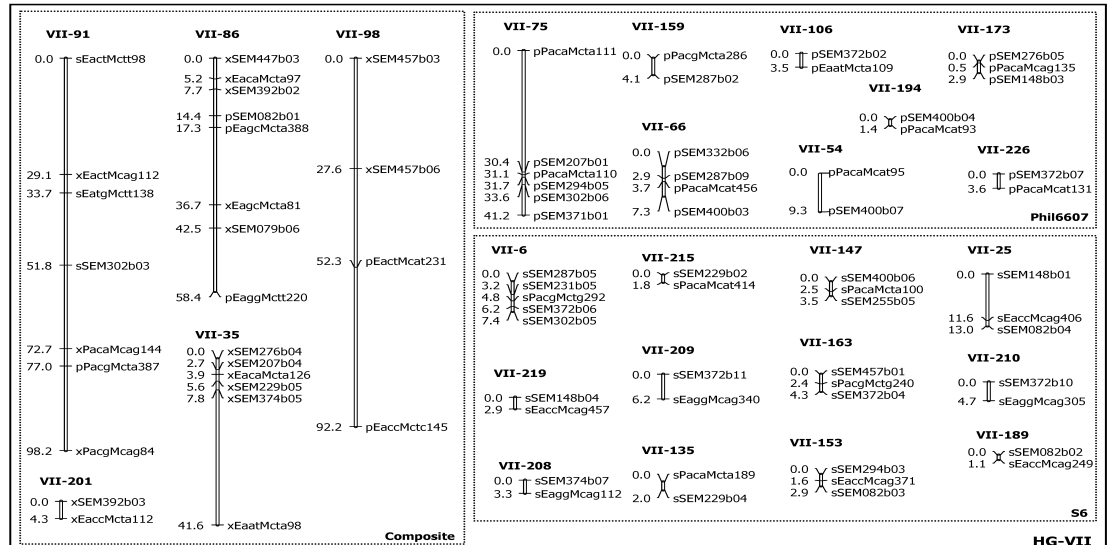 VII-91
0.0 sEactMctt98
29.1 xEactMcag112
33.7 sEatgMctt138
51.8 sSEM302b03
72.7 xPacaMcag144
77.0 pPacgMcta387
98.2 xPacgMcag84
VII-201
0.0 xSEM392b03
4.3 xEaccMcta112
VII-86
0.0 xSEM447b03
5.2 xEacaMcta97
7.7 xSEM392b02
14.4 pSEM082b01
17.3 pEagcMcta388
36.7 xEagcMcta81
42.5 xSEM079b06
58.4 pEaggMctt220
VII-35
0.0 xSEM276b04
2.7 xSEM207b04
3.9 xEacaMcta126
5.6 xSEM229b05
7.8 xSEM374b05
41.6 xEaatMcta98
VII-98
0.0 xSEM457b03
27.6 xSEM457b06
52.3 pEactMcat231
92.2 pEaccMctc145
Composite
VII-75
0.0 pPacaMcta111
30.4 pSEM207b01
31.1 pPacaMcta110
31.7 pSEM294b05
33.6 pSEM302b06
41.2 pSEM371b01
VII-159
0.0 pPacgMcta286
4.1 pSEM287b02
VII-66
0.0 pSEM332b06
2.9 pSEM287b09
3.7 pPacaMcat456
7.3 pSEM400b03
VII-106
0.0 pSEM372b02
3.5 pEaatMcta109
VII-173
0.0 pSEM276b05
0.5 pPacaMcag135
2.9 pSEM148b03
VII-194
0.0 pSEM400b04
1.4 pPacaMcat93
VII-54
0.0 pPacaMcat95
9.3 pSEM400b07
VII-226
0.0 pSEM372b07
3.6 pPacaMcat131
Phil6607
VII-6
0.0 sSEM287b05
3.2 sSEM231b05
4.8 sPacgMctg292
6.2 sSEM372b06
7.4 sSEM302b05
VII-215
0.0 sSEM229b02
1.8 sPacaMcat414
VII-147
0.0 sSEM400b06
2.5 sPacaMcta100
3.5 sSEM255b05
VII-25
0.0 sSEM148b01
11.6 sEaccMcag406
13.0 sSEM082b04
VII-219
0.0 sSEM148b04
2.9 sEaccMcag457
VII-209
0.0 sSEM372b11
6.2 sEaggMcag340
VII-163
0.0 sSEM457b01
2.4 sPacgMctg240
4.3 sSEM372b04
VII-210
0.0 sSEM372b10
4.7 sEaggMcag305
VII-208
0.0 sSEM374b07
3.3 sEaggMcag112
VII-135
0.0 sPacaMcta189
2.0 sSEM229b04
VII-153
0.0 sSEM294b03
1.6 sEaccMcag371
2.9 sSEM082b03
VII-189
0.0 sSEM082b02
1.1 sEaccMcag249
S6
HG-VII